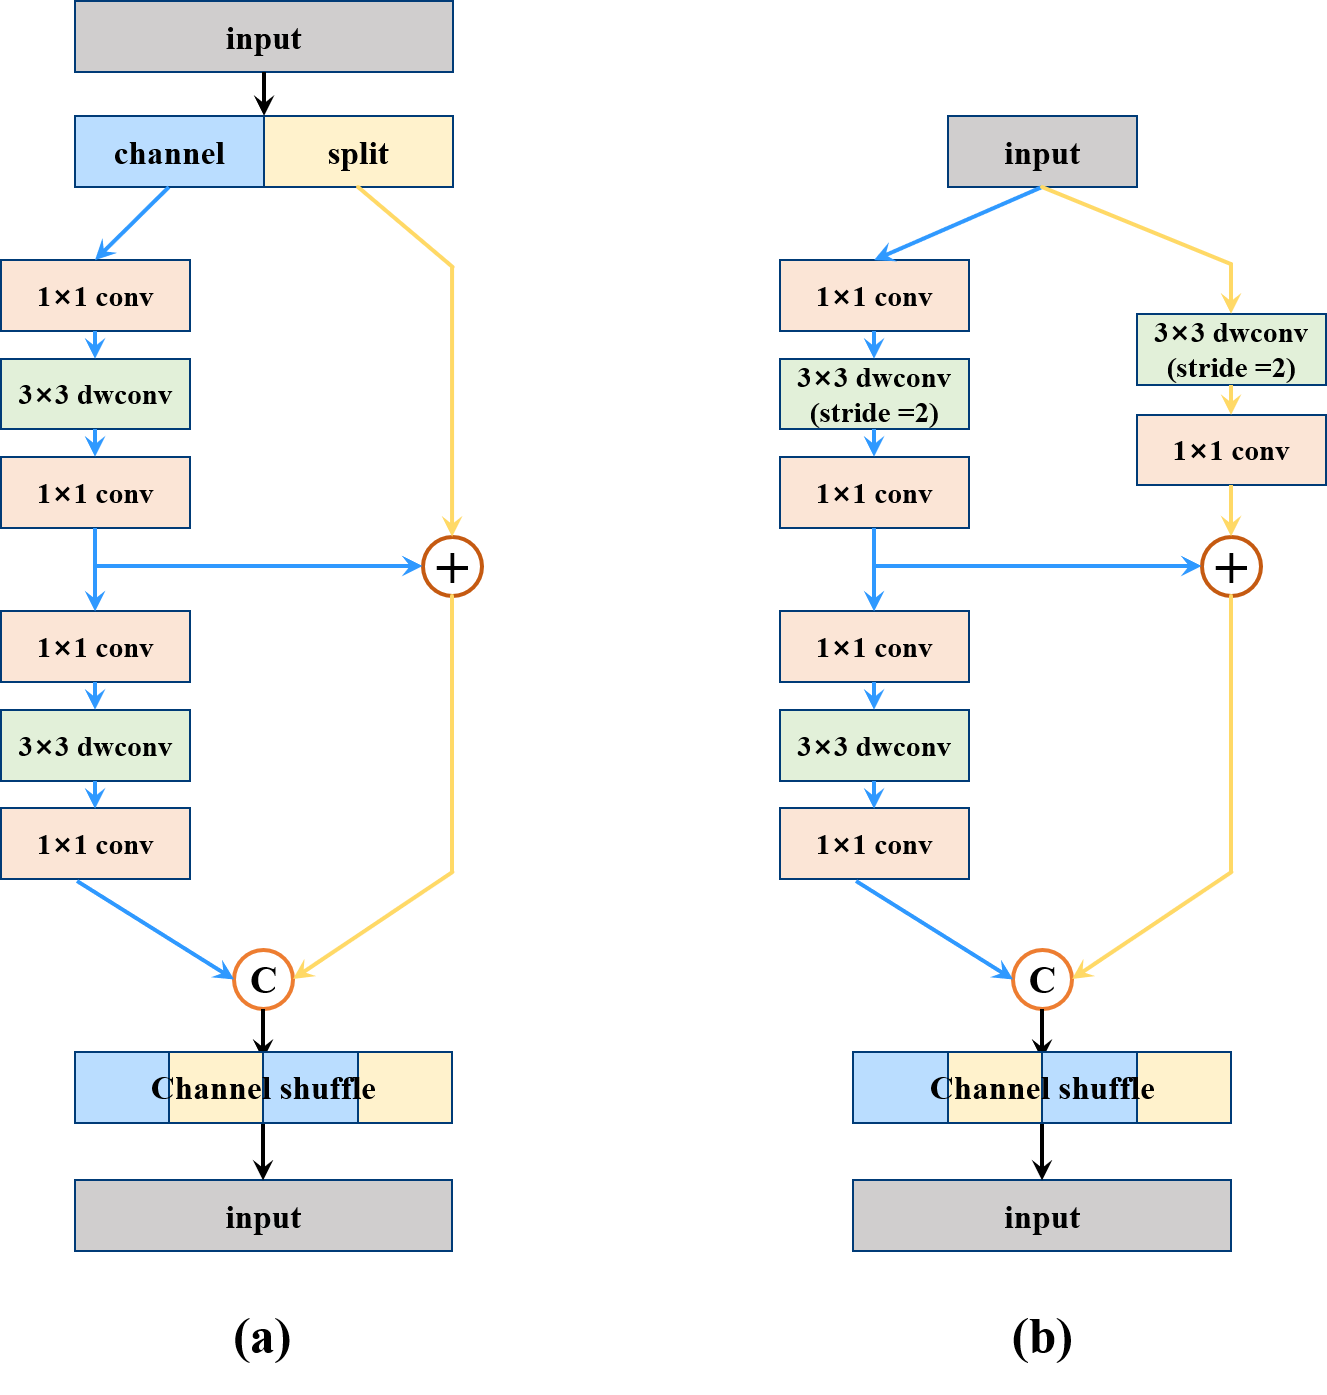 input
channel split
1×1 conv
3×3 dwconv
1×1 conv
+
1×1 conv
3×3 dwconv
1×1 conv
C
Channel shuffle
input
(a)
input
1×1 conv
3×3 dwconv
(stride =2)
1×1 conv
3×3 dwconv
(stride =2)
1×1 conv
+
1×1 conv
3×3 dwconv
1×1 conv
C
Channel shuffle
input
(b)